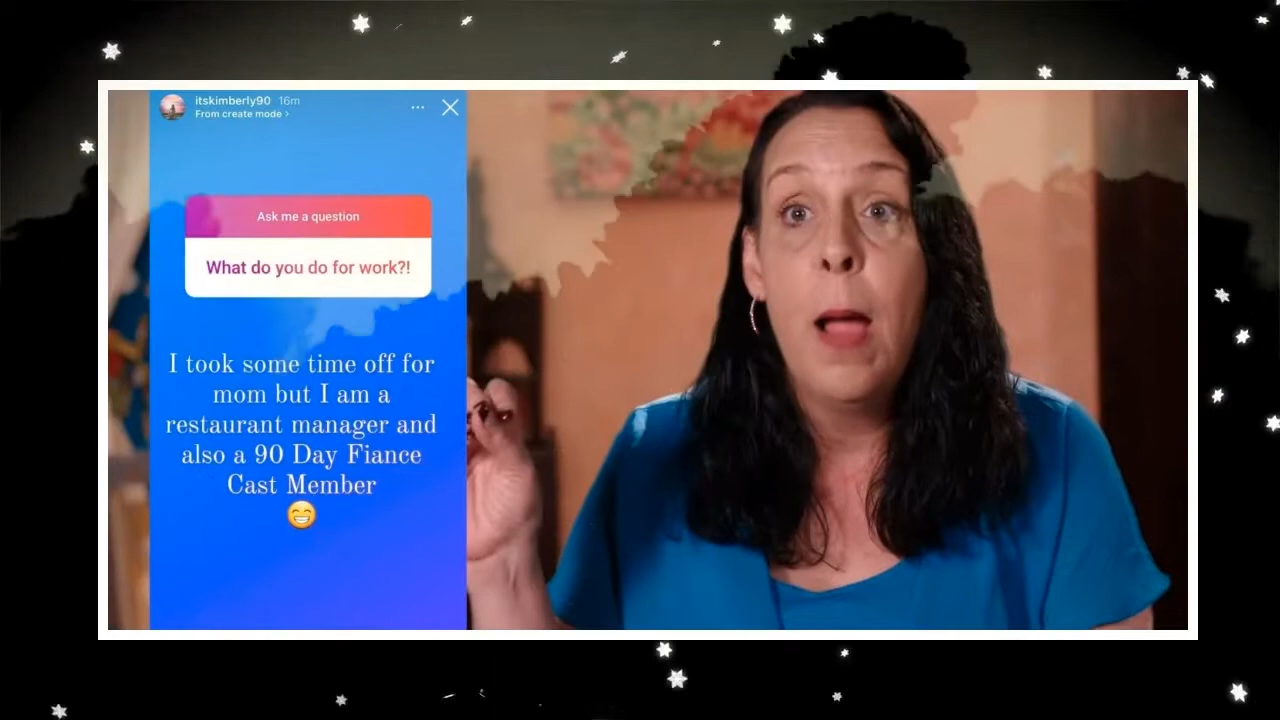 itskimberly90 16m
From create mode >
Ask me a question
What do you do for work?!
I took some time off for
mom but I am a
restaurant manager and
also a 90 Day Fiance
Cast Member
😁